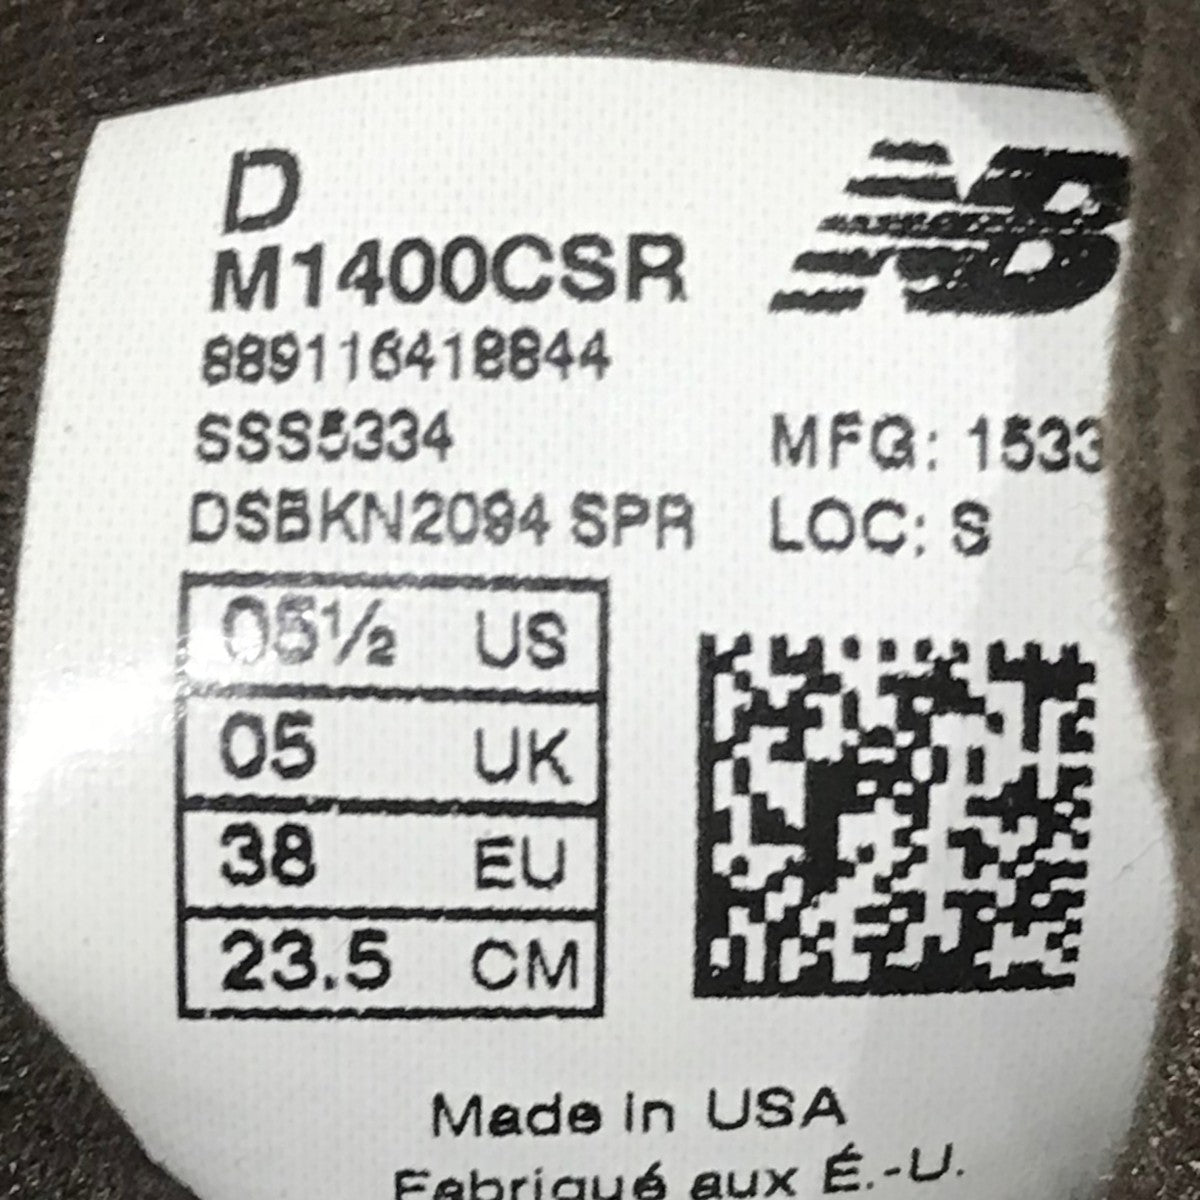 D
NB
M1400CSR
889116418844
SSS5334
MFG: 1533
DSBKN2094 SPR
LOC: S
05½ US
05 UK
38 EU
23.5 CM
Made in USA
Fabriqué aux É.-U.